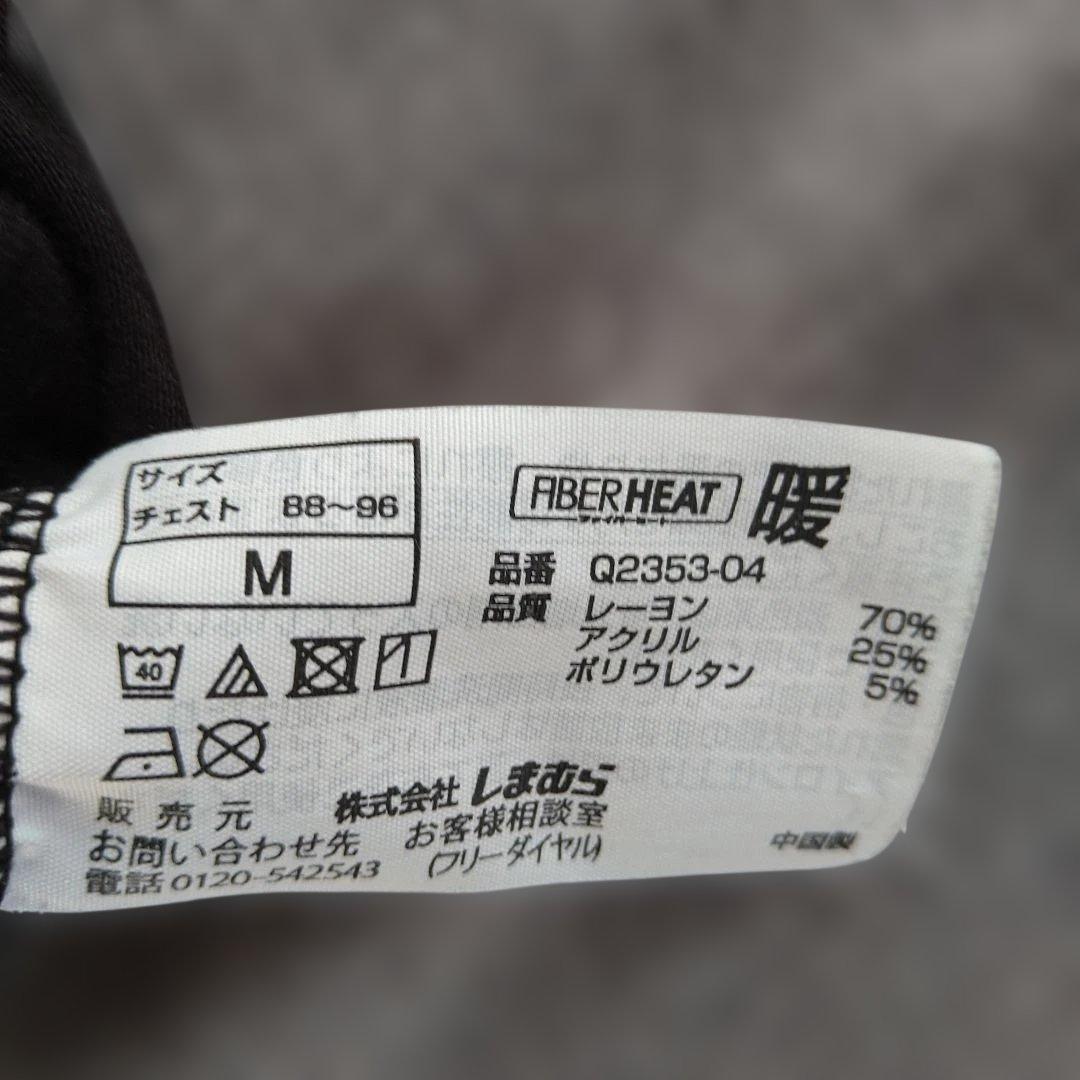 サイズ
チェスト 88～96
M
FIBER HEAT 暖
ファイバーヒート
品番 Q2353-04
品質 レーヨン 70%
アクリル 25%
ポリウレタン 5%
40
販売元 株式会社しまむら
お問い合わせ先 お客様相談室
電話 0120-542543 (フリーダイヤル)
中国製